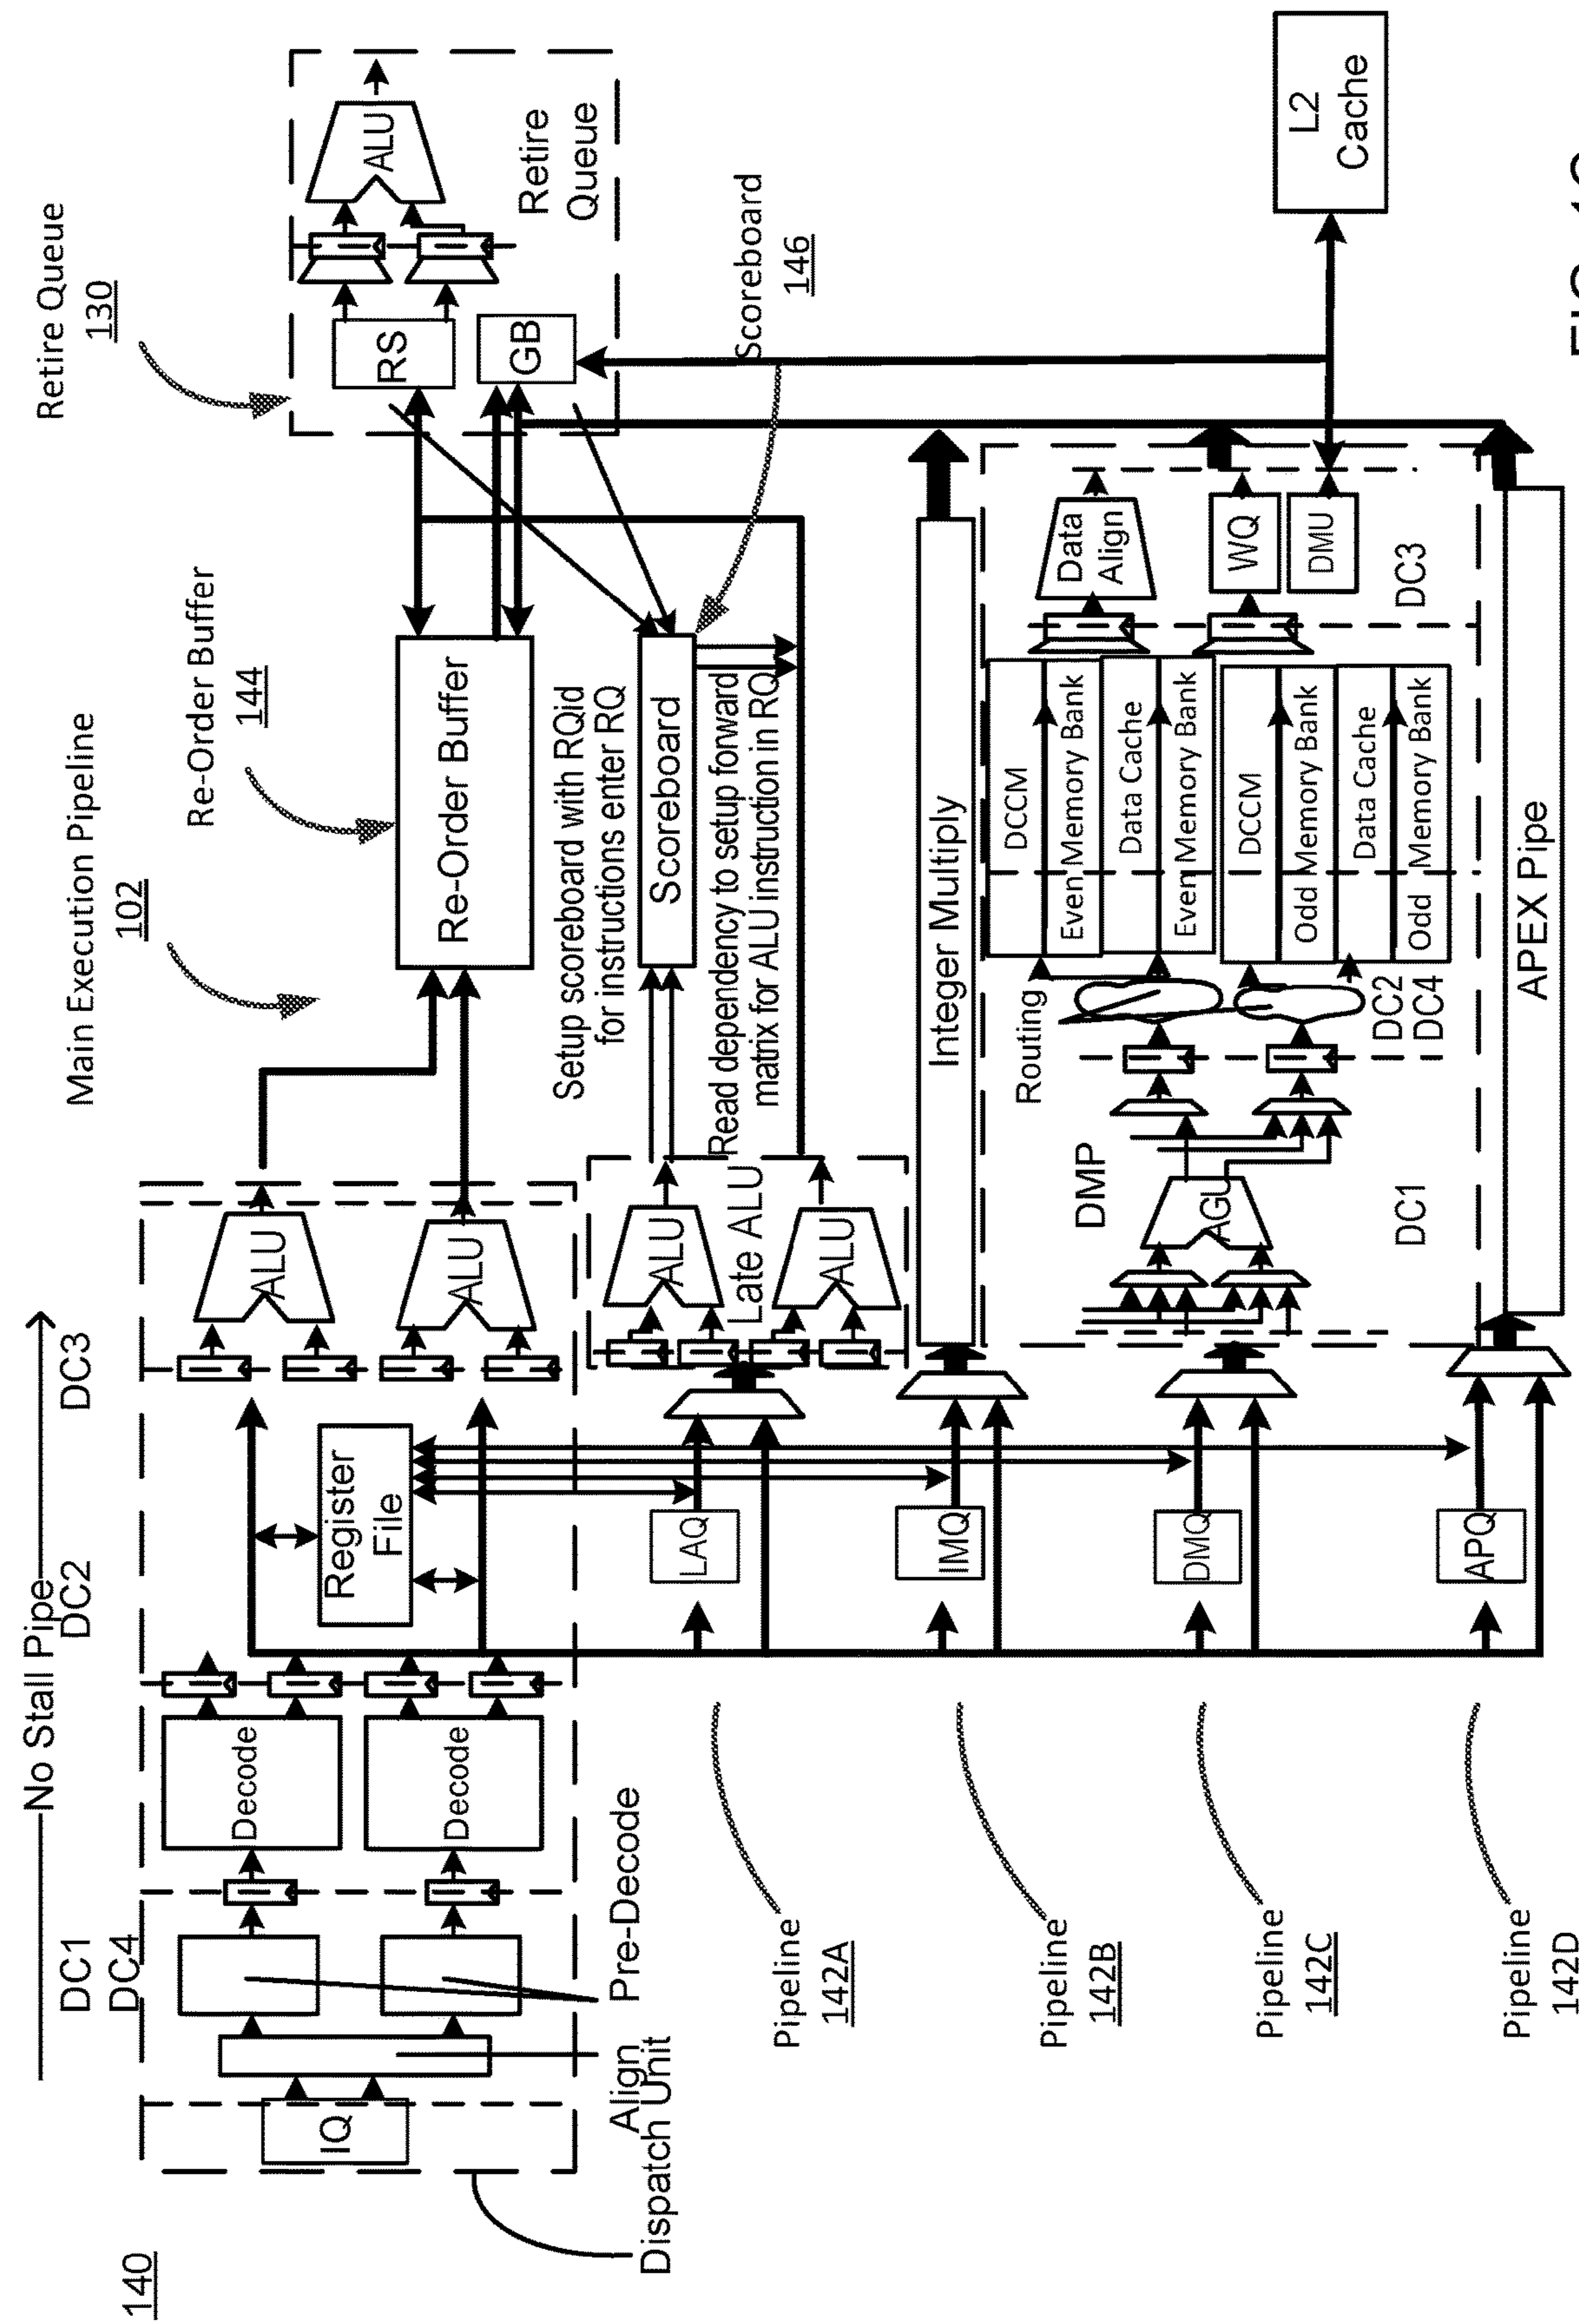 140
No Stall Pipe
DC1
DC4
DC2
DC3
IQ
Decode
Decode
Register
File
ALU
ALU
Dispatch Unit
Align
Pre-Decode
Main Execution Pipeline
102
Re-Order Buffer
144
Re-Order Buffer
Retire Queue
130
RS
GB
ALU
Retire
Queue
Setup scoreboard with RQid
for instructions enter RQ
Scoreboard
Read dependency to setup forward
matrix for ALU instruction in RQ
Scoreboard
146
LAQ
ALU
Late ALU
ALU
Pipeline
142A
IMQ
Integer Multiply
Pipeline
142B
DMQ
DMP
AGU
DC1
Routing
DC2
DC4
DCCM
Even Memory Bank
Data Cache
Even Memory Bank
DCCM
Odd Memory Bank
Data Cache
Odd Memory Bank
Data
Align
WQ
DMU
DC3
L2
Cache
Pipeline
142C
APQ
APEX Pipe
Pipeline
142D